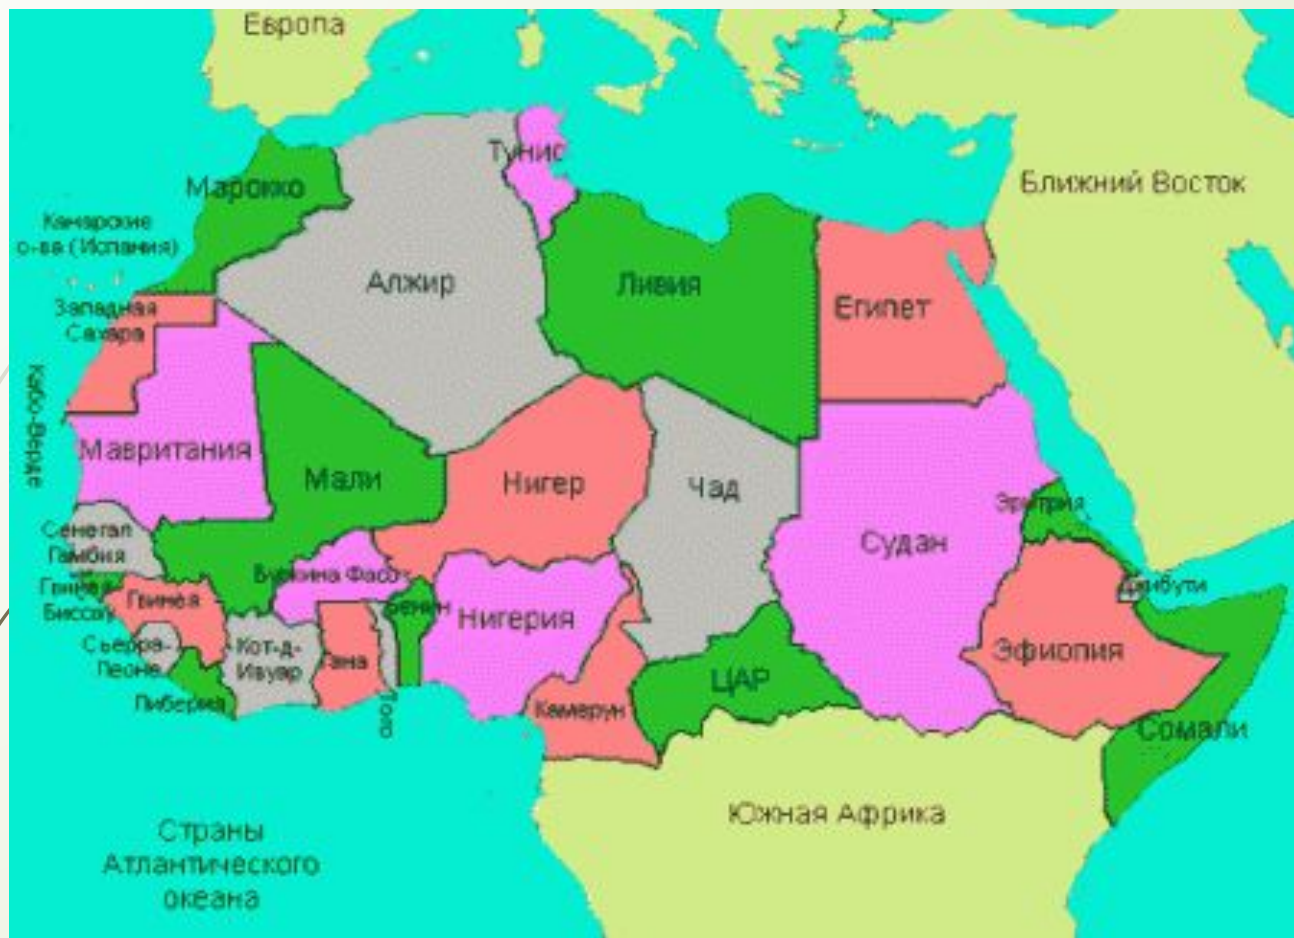 Европа
Тунис
Марокко
Ближний Восток
Канарские
о-ва (Испания)
Алжир
Ливия
Египет
Западная
Сахара
Кабо-Верде
Мавритания
Мали
Нигер
Чад
Эритрия
Судан
Сенегал
Гамбия
Буркина Фасо
Джибути
Гвинея
Биссау
Гвинея
Бенин
Нигерия
Сьерра-
Леоне
Кот-д-
Ивуар
Гана
Эфиопия
ЦАР
Либерия
Того
Камерун
Сомали
Южная Африка
Страны
Атлантического
океана